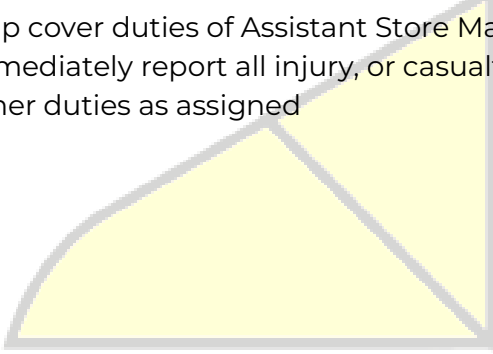 p cover duties of Assistant Store Ma
mediately report all injury, or casual
her duties as assigned